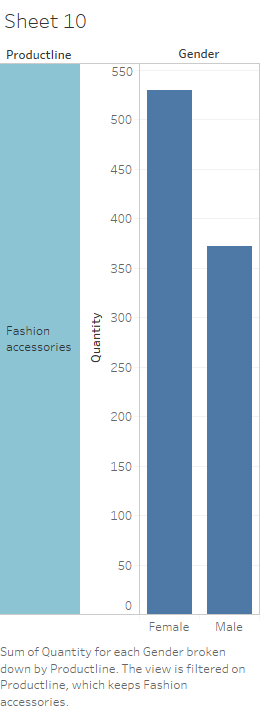 Sheet 10
Productline
Gender
550
500
450
400
350
300
250
200
150
100
50
0
Quantity
Fashion
accessories
Female Male
Sum of Quantity for each Gender broken
down by Productline. The view is filtered on
Productline, which keeps Fashion
accessories.